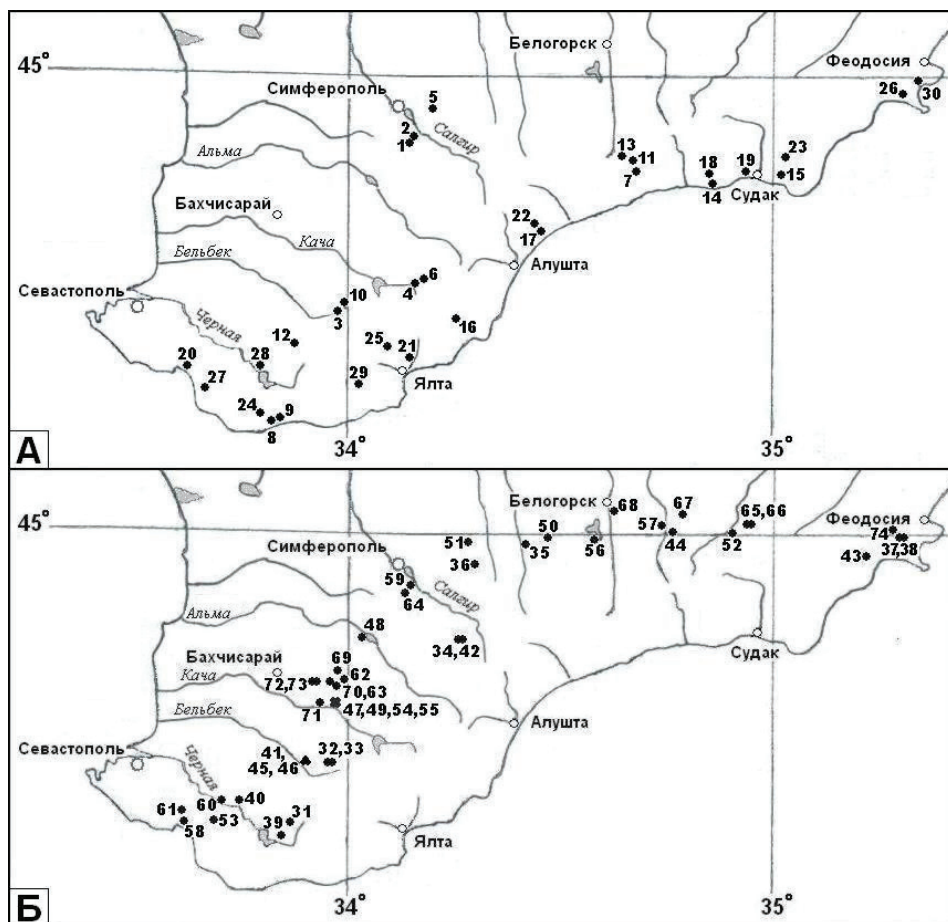 Белогорск
45°
Феодосия
Симферополь
5
26
30
2
1
Салгир
Альма
13
11
7
18
19
23
14
Судак
15
Бахчисарай
22
17
Кача
Бельбек
Алушта
6
4
Севастополь
10
3
16
Черная
12
25
21
20
28
27
29
Ялта
24
9
8
А
34°
35°
Белогорск
68
67
45°
50
57
65,66
Феодосия
51
35
56
44
52
74
Симферополь
36
43
37,38
59
Салгир
64
Альма
48
34,42
Судак
Бахчисарай
69
62
Кача
72,73
70,63
71
47,49,54,55
Бельбек
Алушта
Севастополь
41,
45, 46
32,33
Черная
60
40
31
61
58
53
39
Ялта
Б
34°
35°